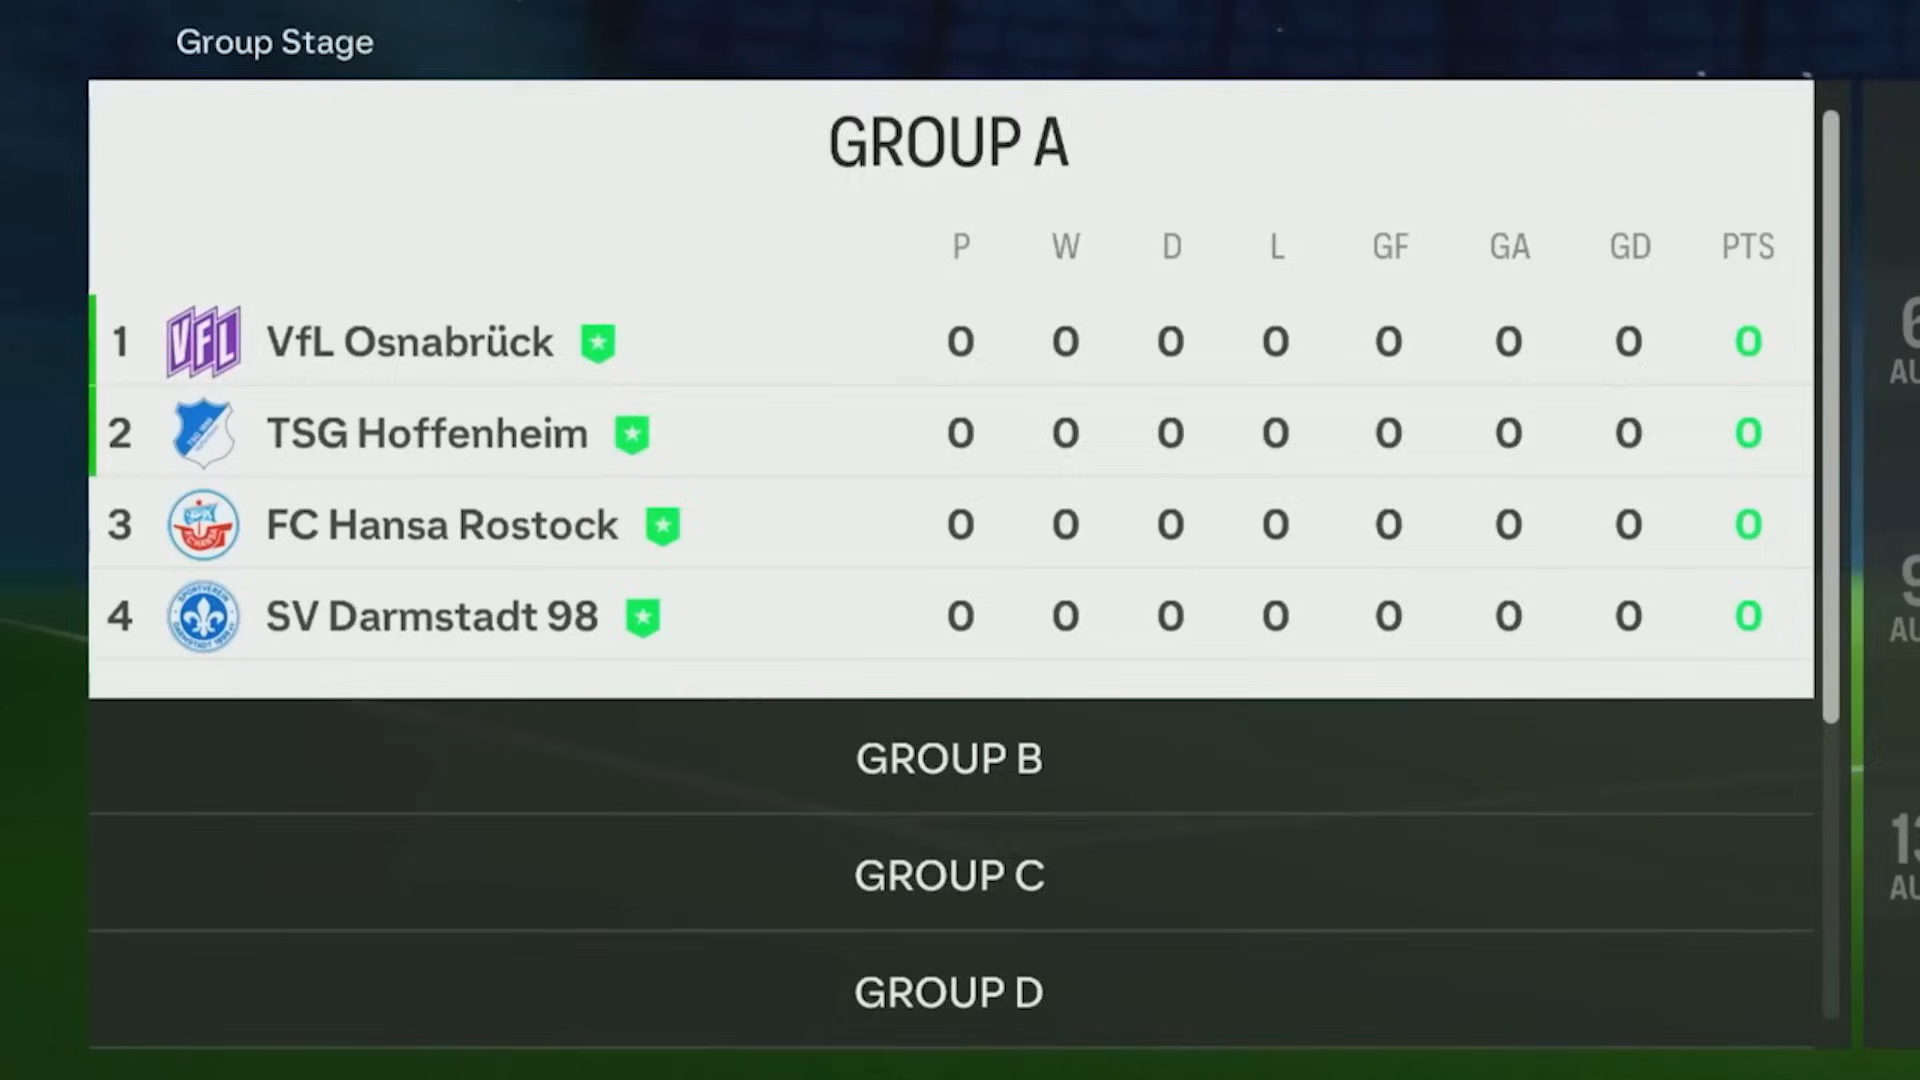 Group Stage
GROUP A
P W D L GF GA GD PTS
1 VFL VfL Osnabrück 0 0 0 0 0 0 0 0
2 TSG Hoffenheim 0 0 0 0 0 0 0 0
3 FC Hansa Rostock 0 0 0 0 0 0 0 0
4 SV Darmstadt 98 0 0 0 0 0 0 0 0
GROUP B
GROUP C
GROUP D